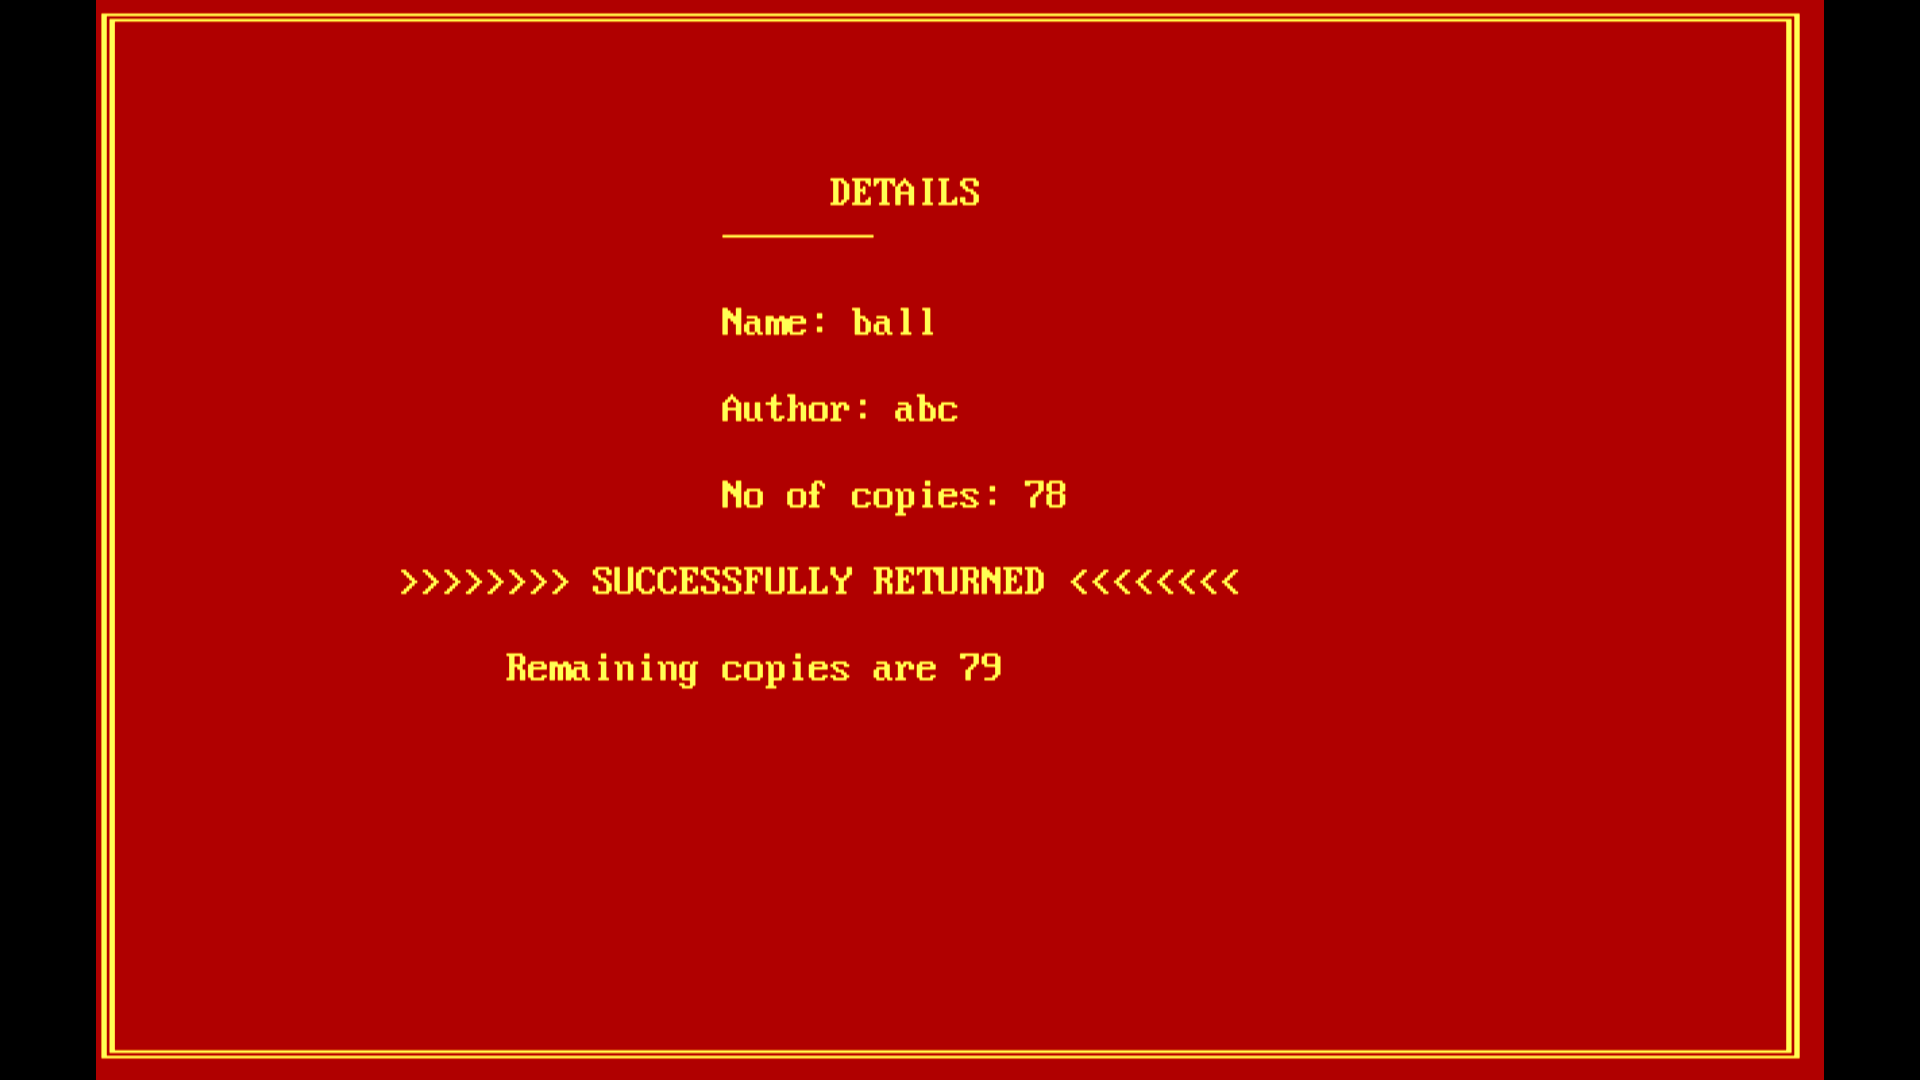 DETAILS
Name: ball
Author: abc
No of copies: 78
>>>>>>>> SUCCESSFULLY RETURNED <<<<<<<<
Remaining copies are 79